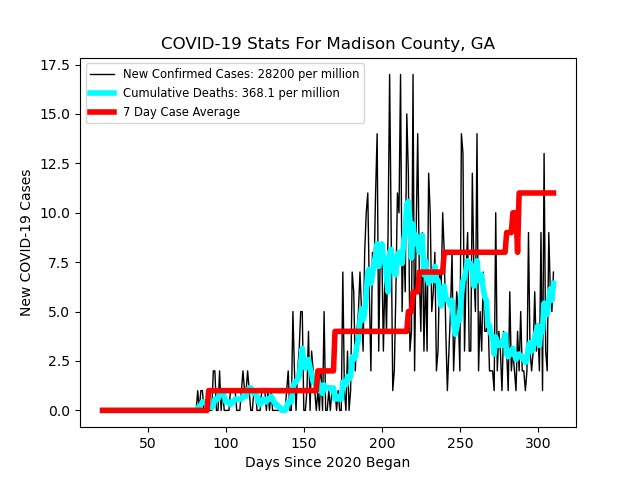 COVID-19 Stats For Madison County, GA
New Confirmed Cases: 28200 per million
Cumulative Deaths: 368.1 per million
7 Day Case Average
New COVID-19 Cases
17.5
15.0
12.5
10.0
7.5
5.0
2.5
0.0
50 100 150 200 250 300
Days Since 2020 Began